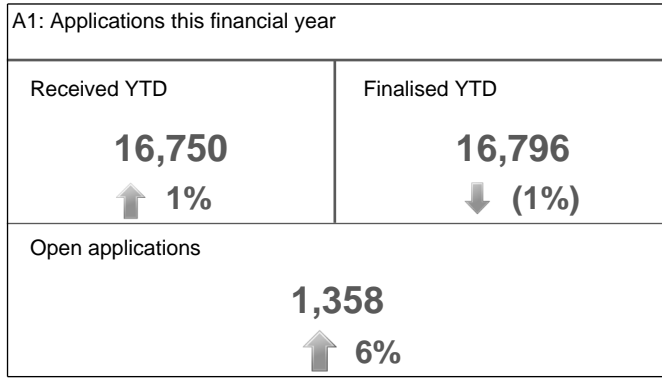 A1: Applications this financial year
Received YTD
Finalised YTD
16,750
16,796
1%
(1%)
Open applications
1,358
6%